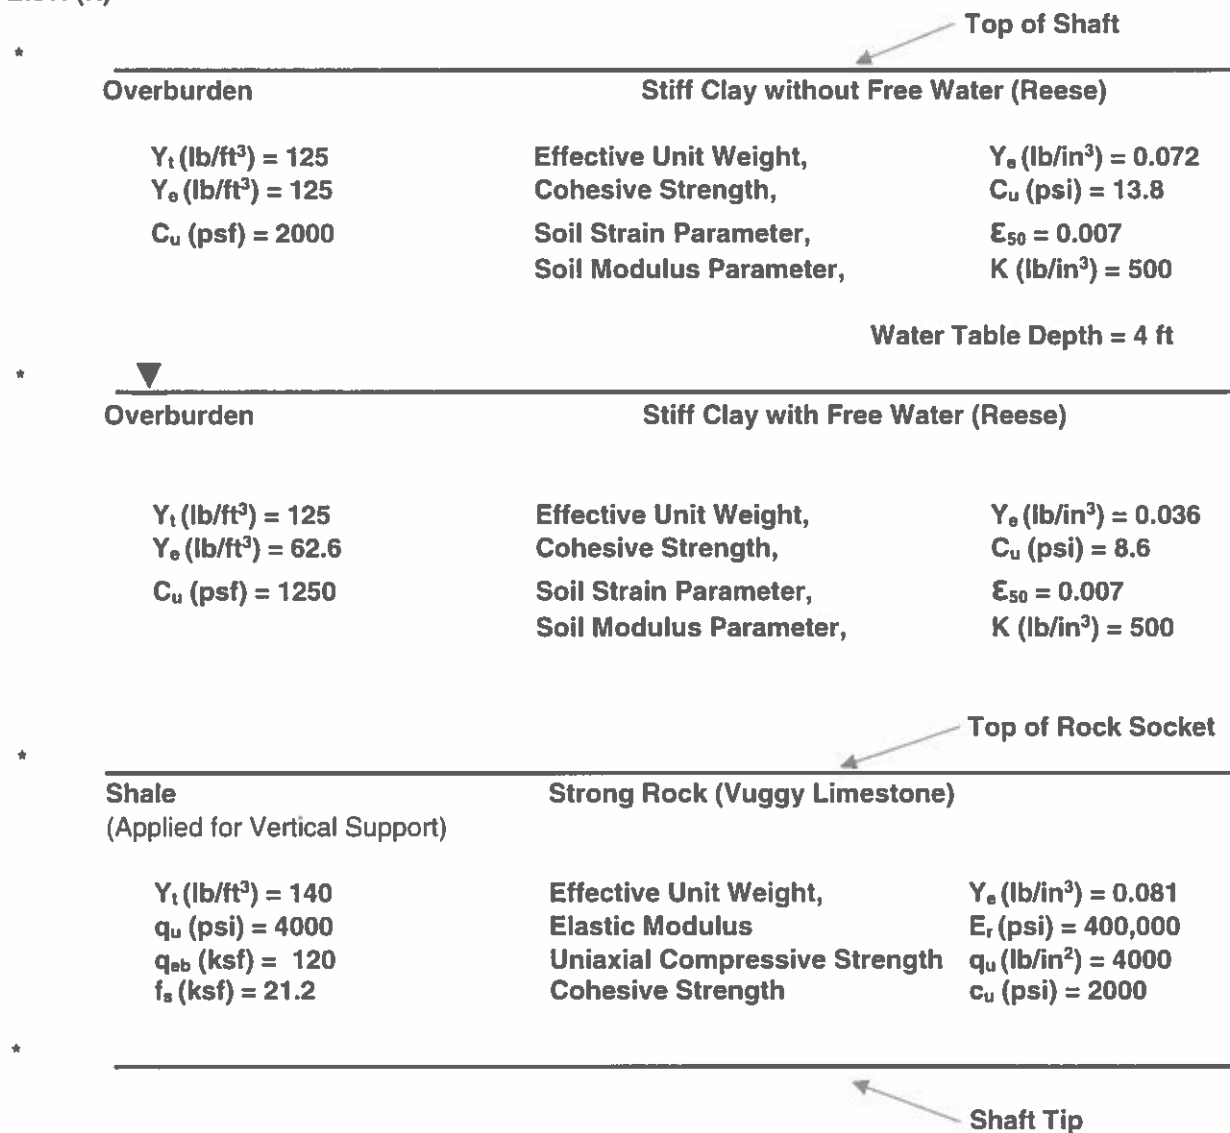 Top of Shaft
*
Overburden Stiff Clay without Free Water (Reese)
Yt (lb/ft³) = 125 Effective Unit Weight, Ye (lb/in³) = 0.072
Ye (lb/ft³) = 125 Cohesive Strength, Cu (psi) = 13.8
Cu (psf) = 2000 Soil Strain Parameter, Ɛ50 = 0.007
Soil Modulus Parameter, K (lb/in³) = 500
Water Table Depth = 4 ft
*
Overburden Stiff Clay with Free Water (Reese)
Yt (lb/ft³) = 125 Effective Unit Weight, Ye (lb/in³) = 0.036
Ye (lb/ft³) = 62.6 Cohesive Strength, Cu (psi) = 8.6
Cu (psf) = 1250 Soil Strain Parameter, Ɛ50 = 0.007
Soil Modulus Parameter, K (lb/in³) = 500
Top of Rock Socket
*
Shale Strong Rock (Vuggy Limestone)
(Applied for Vertical Support)
Yt (lb/ft³) = 140 Effective Unit Weight, Ye (lb/in³) = 0.081
qu (psi) = 4000 Elastic Modulus Er (psi) = 400,000
qeb (ksf) = 120 Uniaxial Compressive Strength qu (lb/in²) = 4000
fs (ksf) = 21.2 Cohesive Strength cu (psi) = 2000
*
Shaft Tip